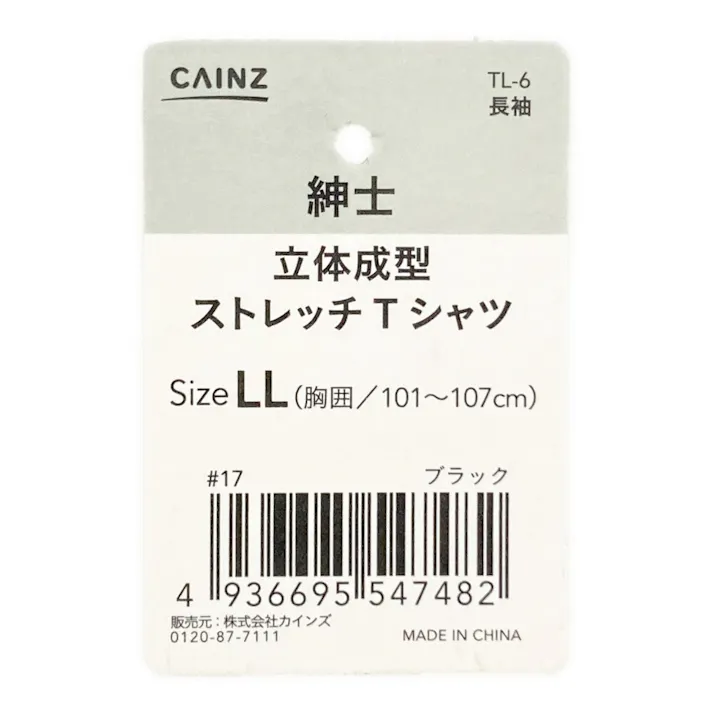 CAINZ
TL-6
長袖
紳士
立体成型
ストレッチTシャツ
Size LL（胸囲／101～107cm）
#17 ブラック
4 936695 547482
販売元：株式会社カインズ
0120-87-7111
MADE IN CHINA